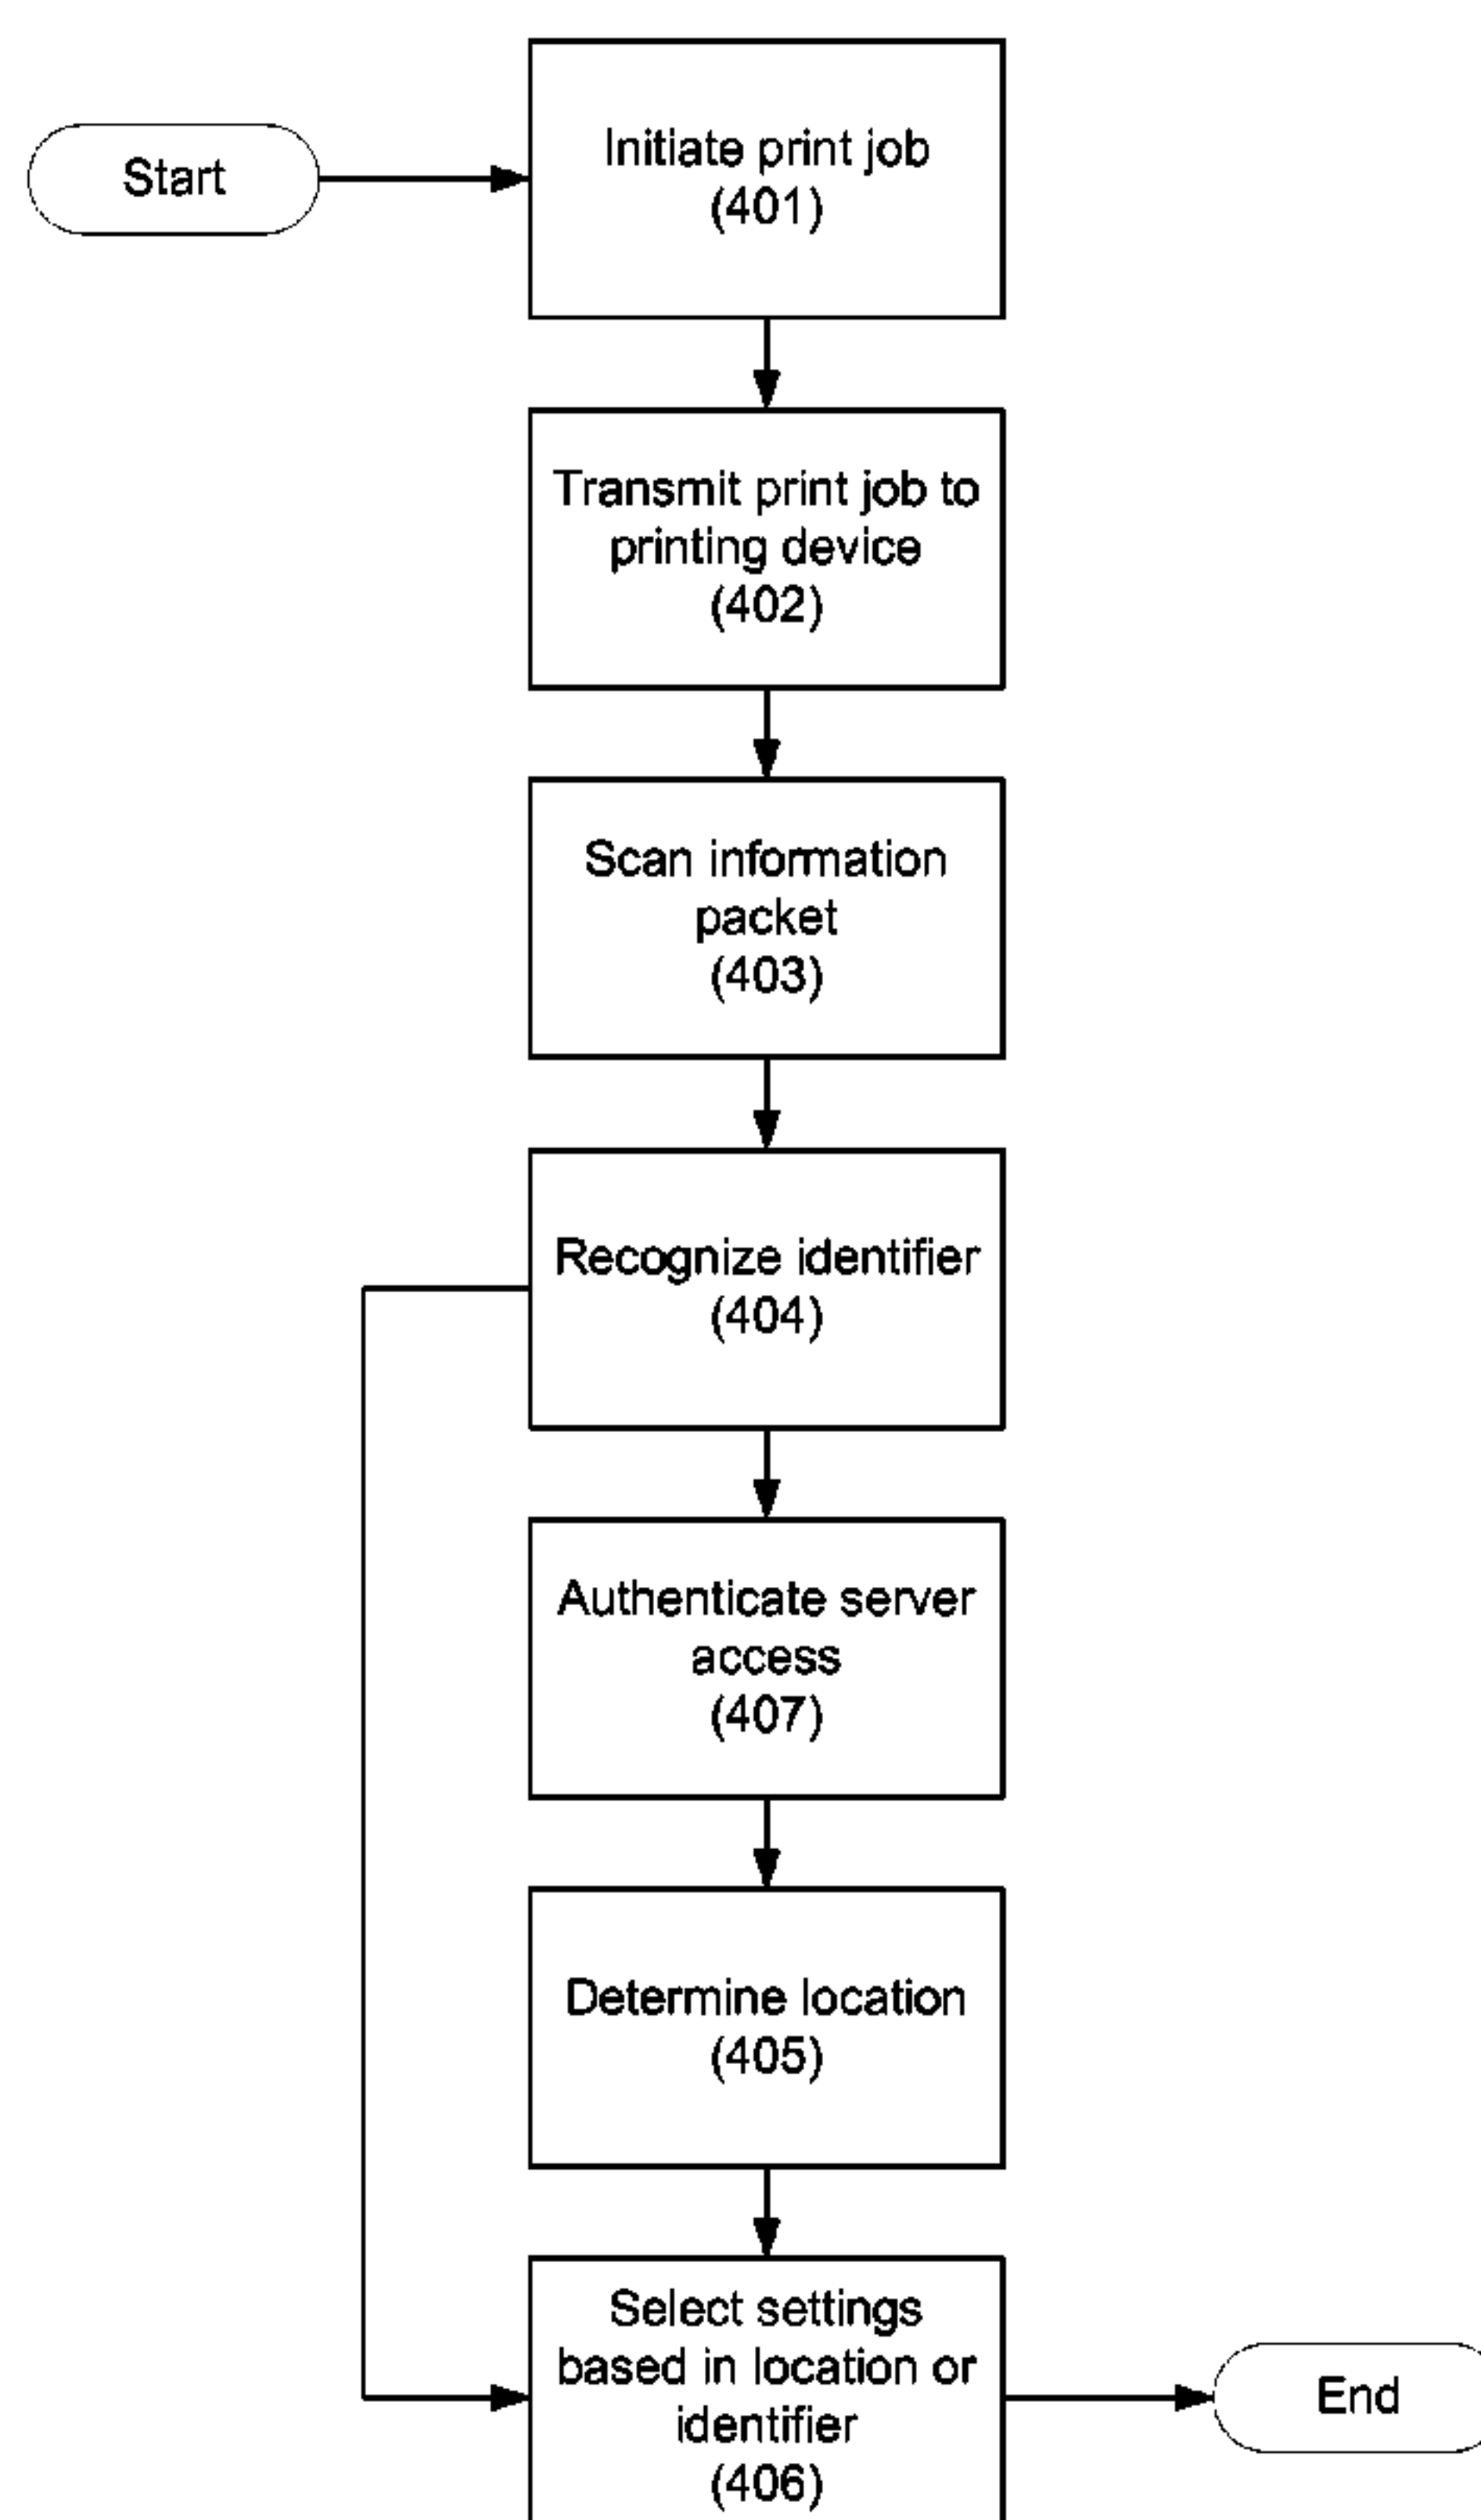 Start
Initiate print job
(401)
Transmit print job to
printing device
(402)
Scan information
packet
(403)
Recognize identifier
(404)
Authenticate server
access
(407)
Determine location
(405)
Select settings
based in location or
identifier
(406)
End